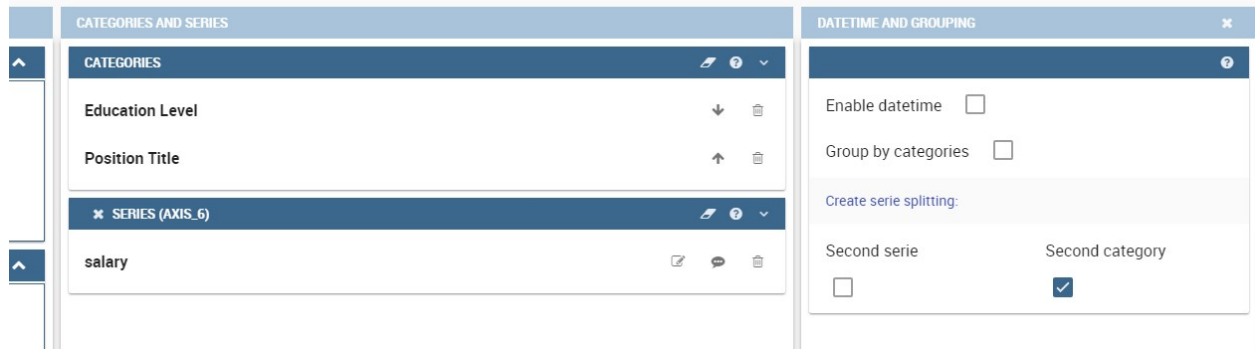 CATEGORIES AND SERIES
CATEGORIES
Education Level
Position Title
SERIES (AXIS_6)
salary
DATETIME AND GROUPING
Enable datetime
Group by categories
Create serie splitting:
Second serie
Second category